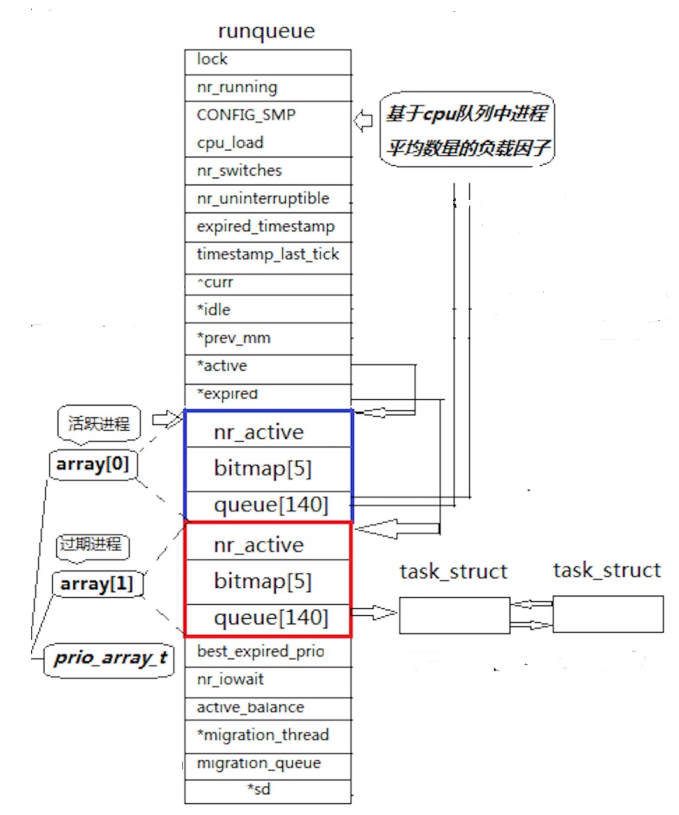 runqueue
lock
nr_running
CONFIG_SMP
cpu_load
nr_switches
nr_uninterruptible
expired_timestamp
timestamp_last_tick
*curr
*idle
*prev_mm
*active
*expired
基于cpu队列中进程
平均数量的负载因子
活跃进程
array[0]
nr_active
bitmap[5]
queue[140]
过期进程
array[1]
prio_array_t
nr_active
bitmap[5]
queue[140]
task_struct
task_struct
best_expired_prio
nr_iowait
active_balance
*migration_thread
migration_queue
*sd